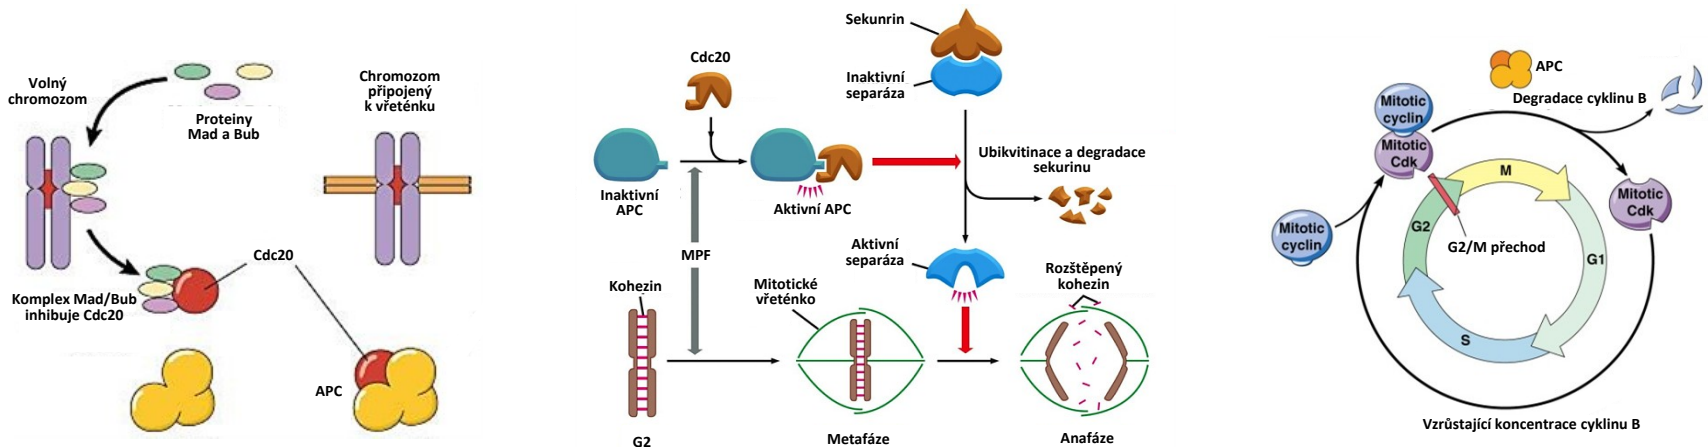 Volný
chromozom
Proteiny
Mad a Bub
Chromozom
připojený
k vřeténku
Cdc20
Komplex Mad/Bub
inhibuje Cdc20
APC
Sekunrin
Cdc20
Inaktivní
separáza
Inaktivní
APC
Aktivní APC
Ubikvitinace a degradace
sekurinu
MPF
Aktivní
separáza
Kohezin
Mitotické
vřeténko
Rozštěpený
kohezin
G2
Metafáze
Anafáze
APC
Degradace cyklinu B
Mitotic
cyclin
Mitotic
Cdk
Mitotic
cyclin
Mitotic
Cdk
M
G2
G2/M přechod
G1
S
Vzrůstající koncentrace cyklinu B